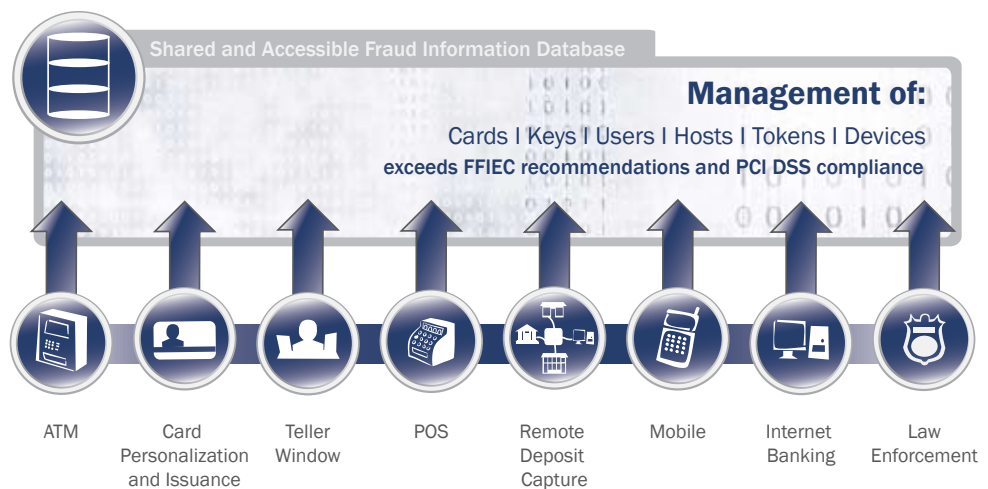 Shared and Accessible Fraud Information Database
Management of:
Cards I Keys I Users I Hosts I Tokens I Devices
exceeds FFIEC recommendations and PCI DSS compliance
ATM
Card
Personalization
and Issuance
Teller
Window
POS
Remote
Deposit
Capture
Mobile
Internet
Banking
Law
Enforcement